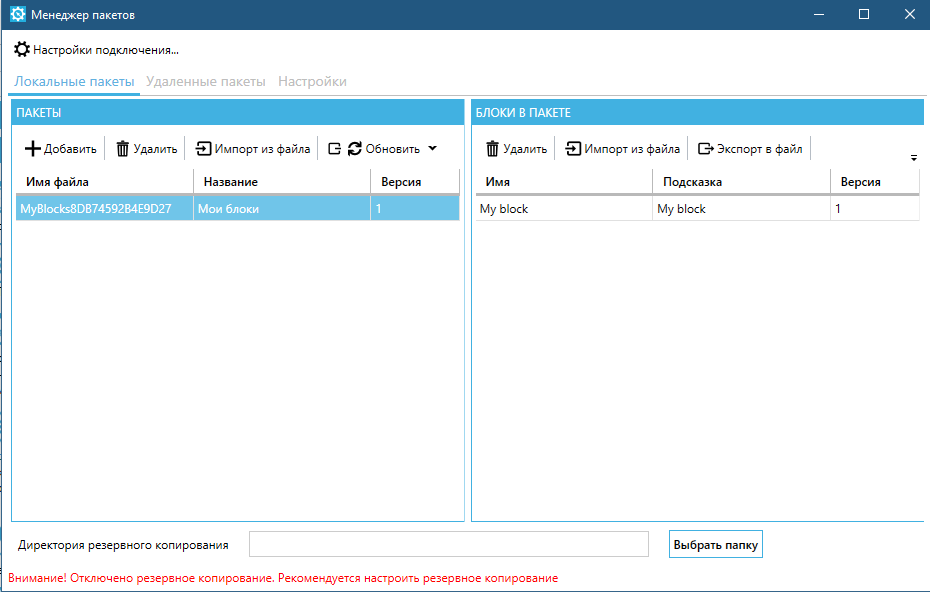 Менеджер пакетов
Настройки подключения...
Локальные пакеты Удаленные пакеты Настройки
ПАКЕТЫ
Добавить Удалить Импорт из файла Обновить
Имя файла Название Версия
MyBlocks8DB74592B4E9D27 Мои блоки 1
БЛОКИ В ПАКЕТЕ
Удалить Импорт из файла Экспорт в файл
Имя Подсказка Версия
My block My block 1
Директория резервного копирования Выбрать папку
Внимание! Отключено резервное копирование. Рекомендуется настроить резервное копирование